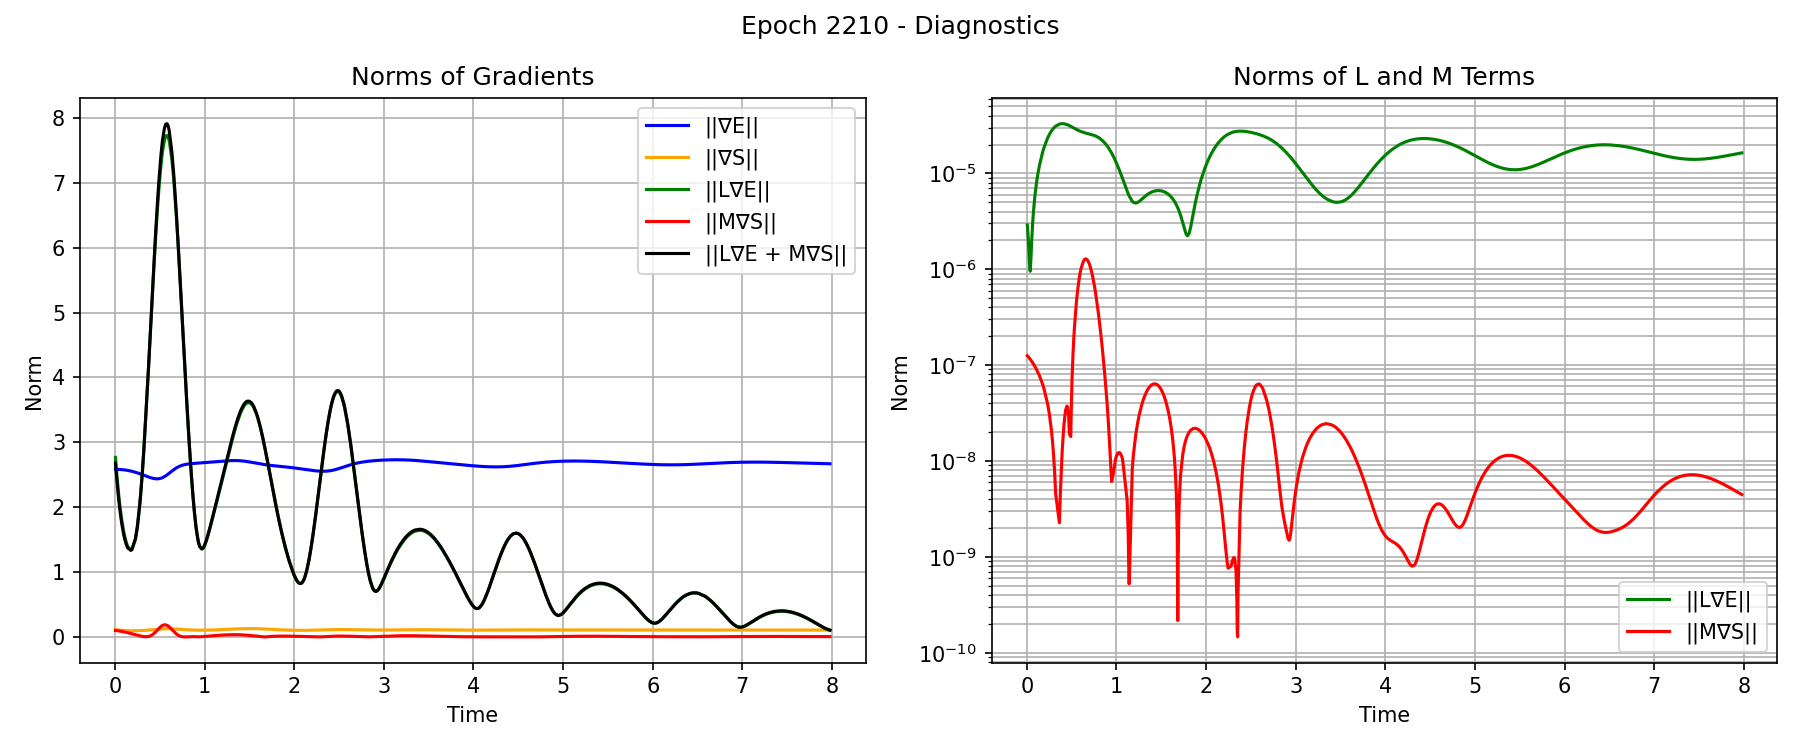 Epoch 2210 - Diagnostics
Norms of Gradients
8
7
6
5
4
3
2
1
0
Norm
0 1 2 3 4 5 6 7 8
Time
||∇E||
||∇S||
||L∇E||
||M∇S||
||L∇E + M∇S||
Norms of L and M Terms
10⁻⁵
10⁻⁶
10⁻⁷
10⁻⁸
10⁻⁹
10⁻¹⁰
Norm
0 1 2 3 4 5 6 7 8
Time
||L∇E||
||M∇S||